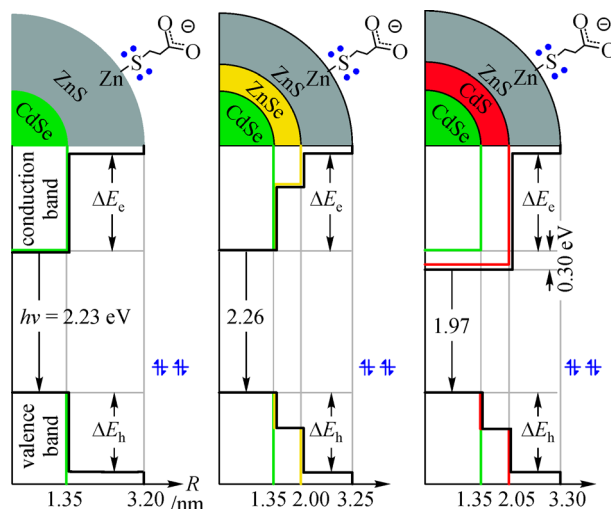 Zn S O ⊖ O
ZnS
CdSe
conduction band
ΔEe
hν = 2.23 eV
valence band
ΔEh
1.35 3.20
R /nm
Zn S O ⊖ O
ZnS
ZnSe
CdSe
ΔEe
2.26
ΔEh
1.35 2.00 3.25
Zn S O ⊖ O
ZnS
CdS
CdSe
ΔEe
0.30 eV
1.97
ΔEh
1.35 2.05 3.30